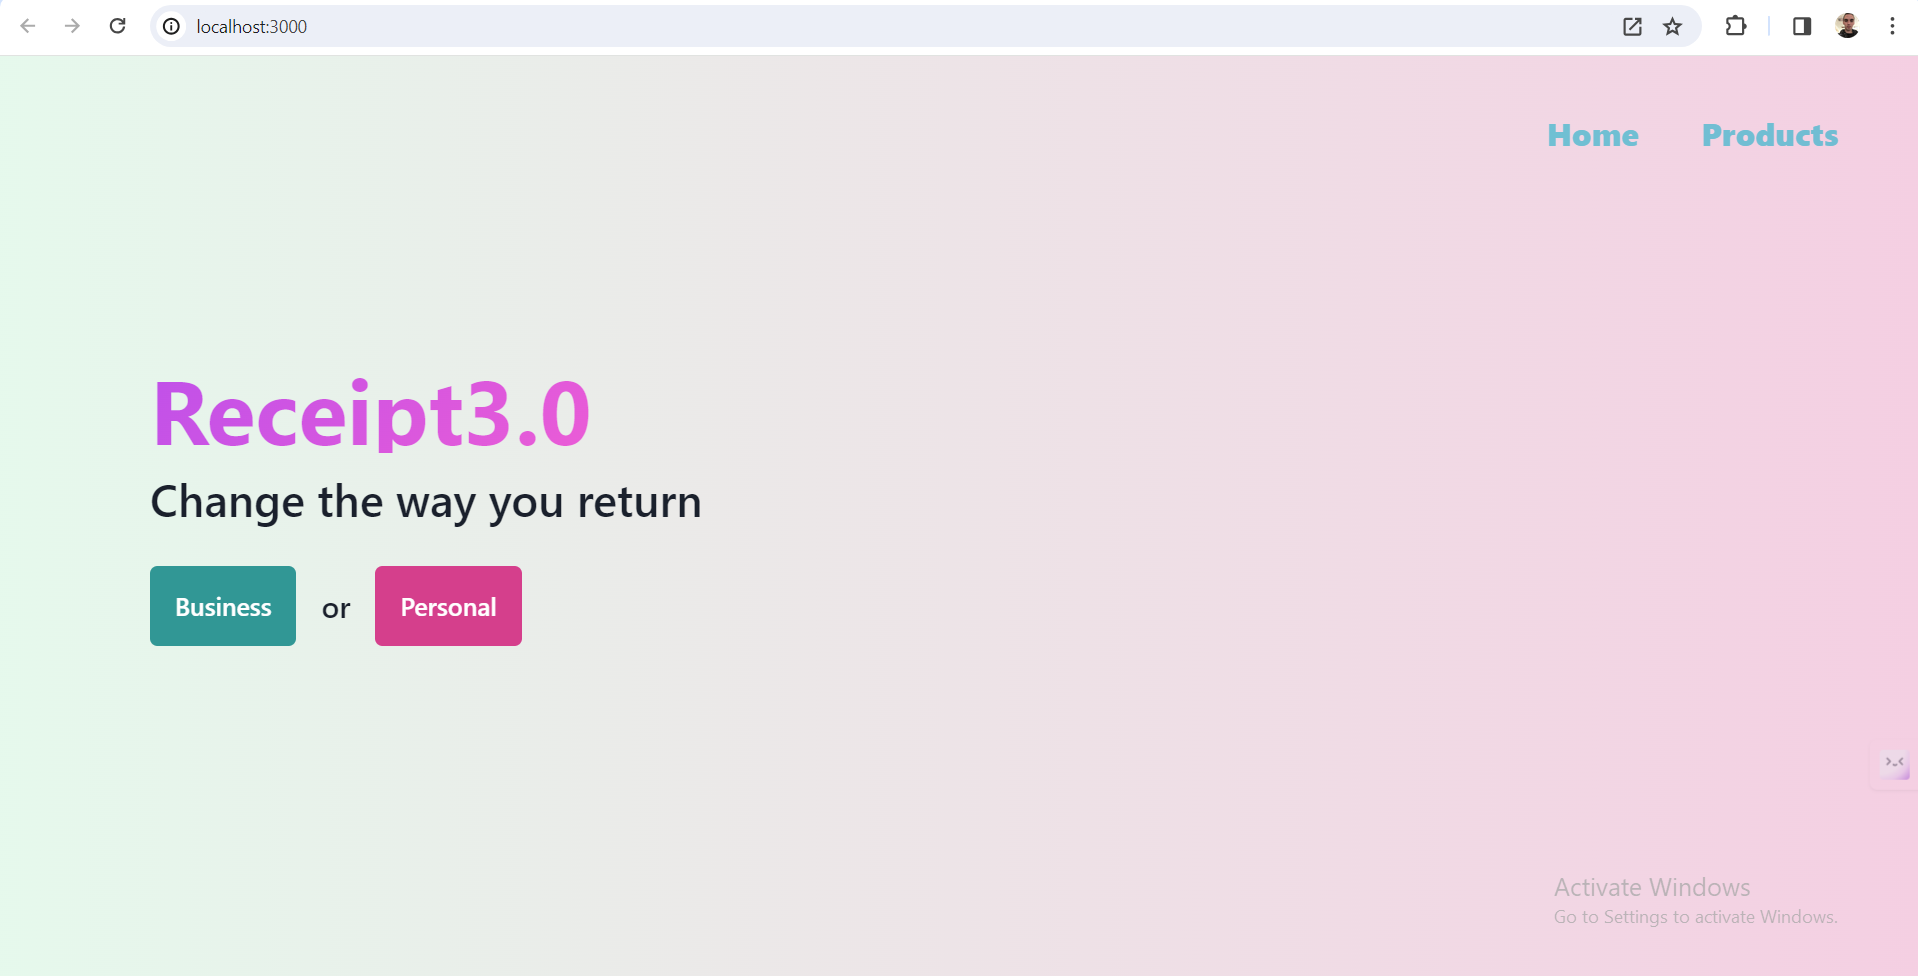 localhost:3000
Home Products
Receipt3.0
Change the way you return
Business or Personal
Activate Windows
Go to Settings to activate Windows.